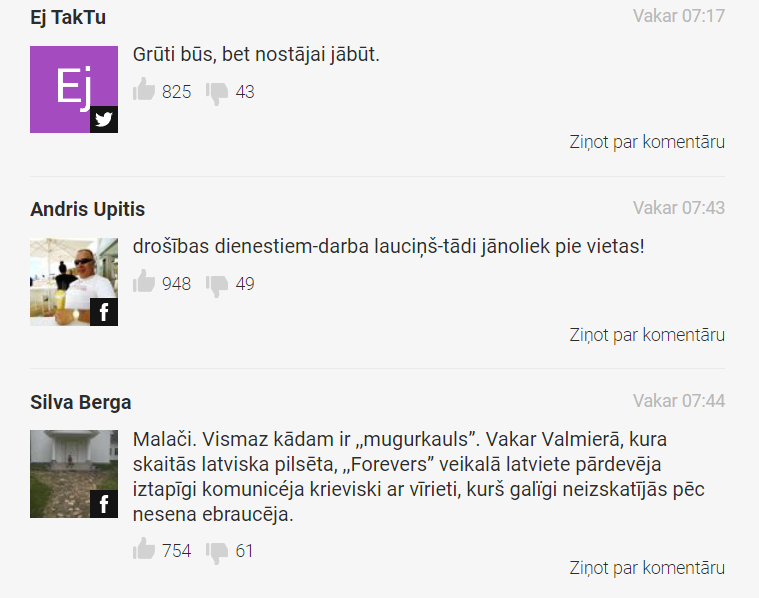 Ej TakTu
Vakar 07:17
Ej
Grūti būs, bet nostājai jābūt.
825 43
Ziņot par komentāru
Andris Upitis
Vakar 07:43
drošības dienestiem-darba lauciņš-tādi jānoliek pie vietas!
948 49
Ziņot par komentāru
Silva Berga
Vakar 07:44
Malači. Vismaz kādam ir ,,mugurkauls”. Vakar Valmierā, kura
skaitās latviska pilsēta, ,,Forevers” veikalā latviete pārdevēja
iztapīgi komunicéja krieviski ar vīrieti, kurš galīgi neizskatījās pēc
nesena ebraucēja.
754 61
Ziņot par komentāru